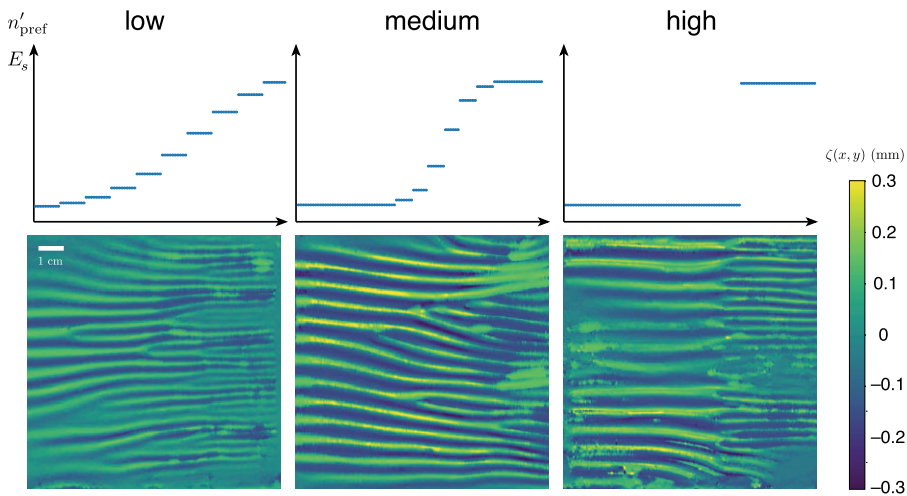 n′pref low medium high
Es
ζ(x, y) (mm)
0.3
0.2
1 cm
0.1
0
−0.1
−0.2
−0.3